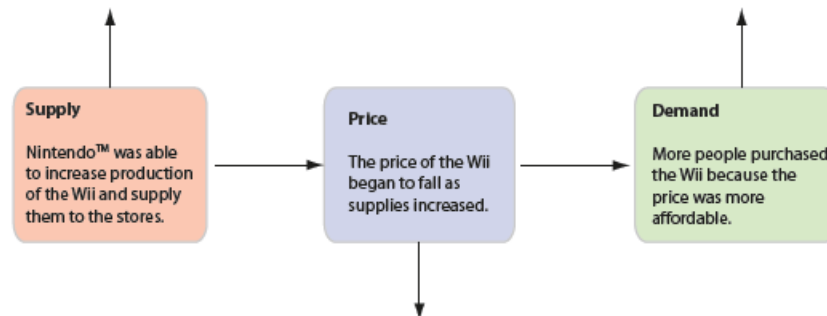 Supply
Nintendo™ was able
to increase production
of the Wii and supply
them to the stores.
Price
The price of the Wii
began to fall as
supplies increased.
Demand
More people purchased
the Wii because the
price was more
affordable.